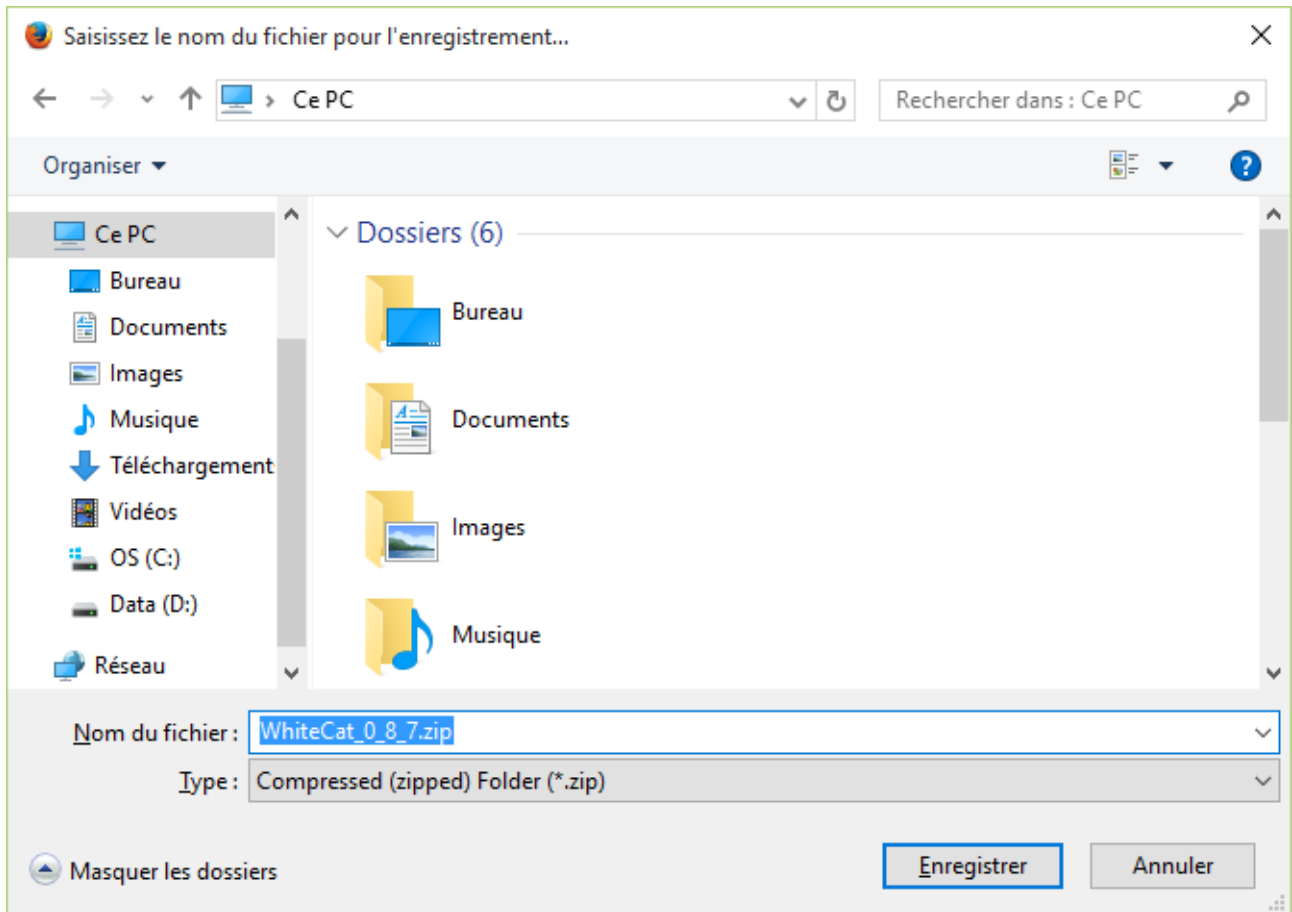 Saisissez le nom du fichier pour l'enregistrement...
Ce PC
Rechercher dans : Ce PC
Organiser
?
Ce PC
Bureau
Documents
Images
Musique
Téléchargement
Vidéos
OS (C:)
Data (D:)
Réseau
Dossiers (6)
Bureau
Documents
Images
Musique
Nom du fichier : WhiteCat_0_8_7.zip
Type : Compressed (zipped) Folder (*.zip)
Masquer les dossiers
Enregistrer
Annuler